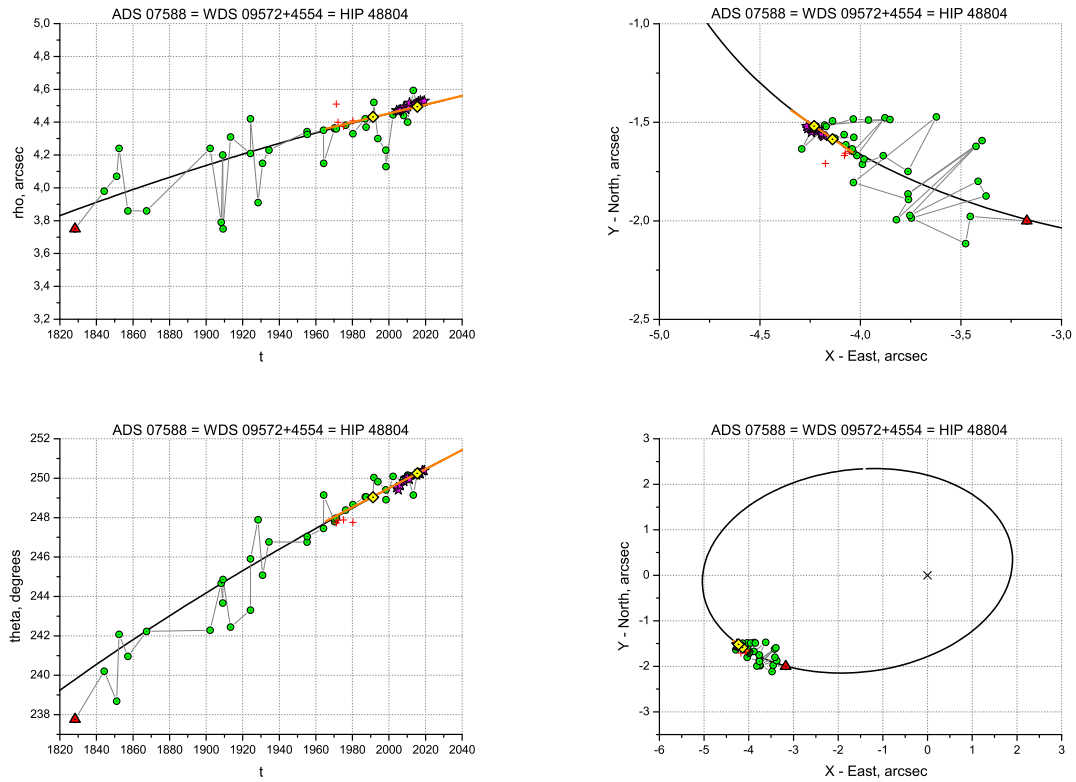 ADS 07588 = WDS 09572+4554 = HIP 48804
5,0
4,8
4,6
4,4
4,2
4,0
3,8
3,6
3,4
3,2
rho, arcsec
1820 1840 1860 1880 1900 1920 1940 1960 1980 2000 2020 2040
t
ADS 07588 = WDS 09572+4554 = HIP 48804
-1,0
-1,5
-2,0
-2,5
Y - North, arcsec
-5,0 -4,5 -4,0 -3,5 -3,0
X - East, arcsec
ADS 07588 = WDS 09572+4554 = HIP 48804
252
250
248
246
244
242
240
238
theta, degrees
1820 1840 1860 1880 1900 1920 1940 1960 1980 2000 2020 2040
t
ADS 07588 = WDS 09572+4554 = HIP 48804
3
2
1
0
-1
-2
-3
Y - North, arcsec
-6 -5 -4 -3 -2 -1 0 1 2 3
X - East, arcsec